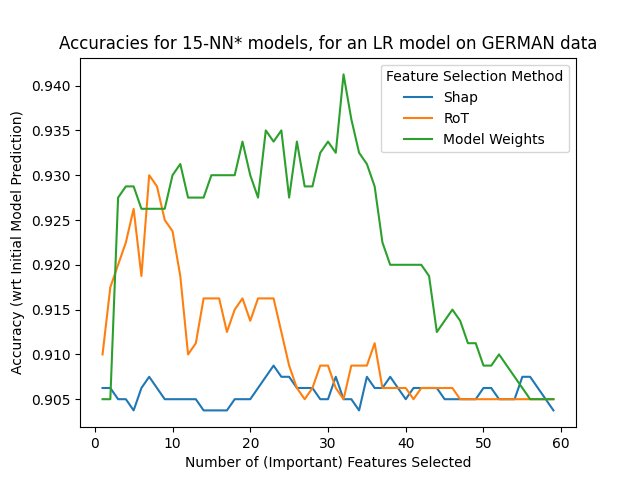 Accuracies for 15-NN* models, for an LR model on GERMAN data
Feature Selection Method
Shap
RoT
Model Weights
Accuracy (wrt Initial Model Prediction)
0.940
0.935
0.930
0.925
0.920
0.915
0.910
0.905
0 10 20 30 40 50 60
Number of (Important) Features Selected